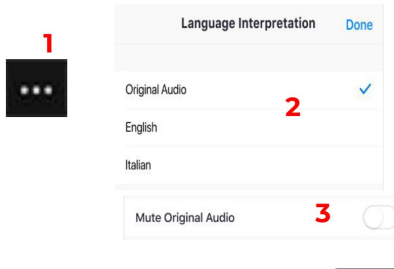 1
Language Interpretation Done
Original Audio
2
English
Italian
Mute Original Audio 3